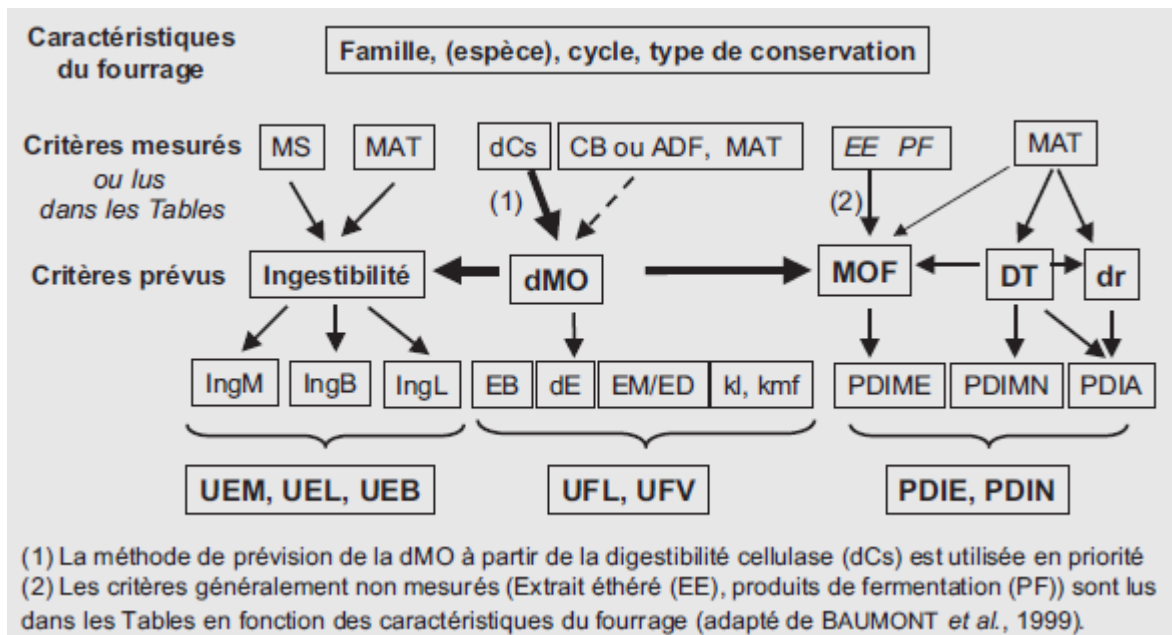 Caractéristiques
du fourrage
Famille, (espèce), cycle, type de conservation
Critères mesurés
ou lus
dans les Tables
MS MAT dCs CB ou ADF, MAT EE PF MAT
(1) (2)
Critères prévus Ingestibilité dMO MOF DT dr
IngM IngB IngL EB dE EM/ED kl, kmf PDIME PDIMN PDIA
UEM, UEL, UEB UFL, UFV PDIE, PDIN
(1) La méthode de prévision de la dMO à partir de la digestibilité cellulase (dCs) est utilisée en priorité
(2) Les critères généralement non mesurés (Extrait éthéré (EE), produits de fermentation (PF)) sont lus
dans les Tables en fonction des caractéristiques du fourrage (adapté de BAUMONT et al., 1999).